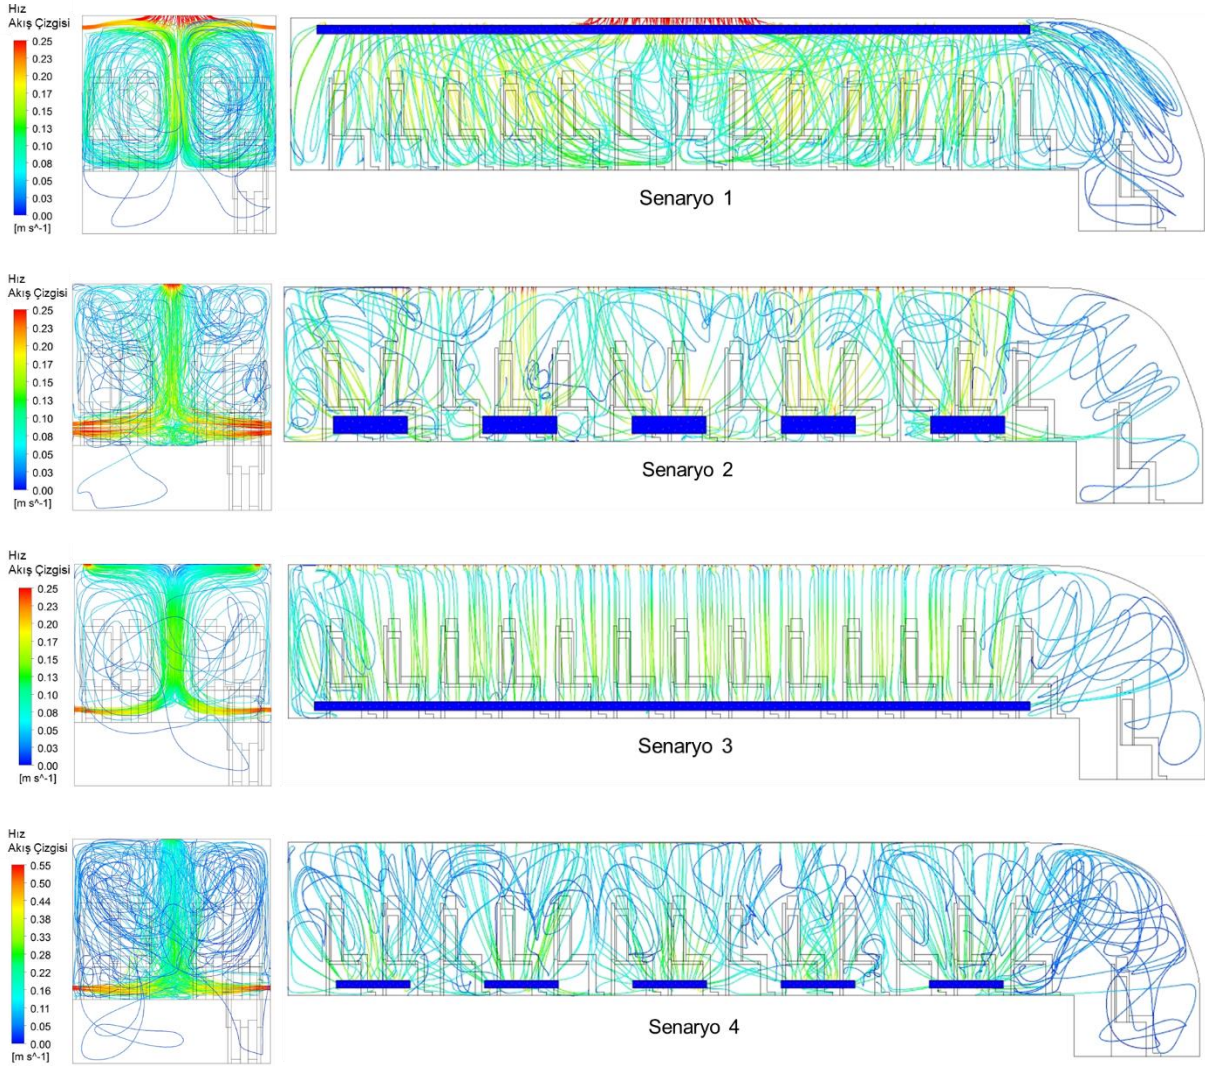 Hız
Akış Çizgisi
0.25
0.23
0.20
0.17
0.15
0.13
0.10
0.08
0.05
0.03
0.00
[m s^-1]
Senaryo 1
Hız
Akış Çizgisi
0.25
0.23
0.20
0.17
0.15
0.13
0.10
0.08
0.05
0.03
0.00
[m s^-1]
Senaryo 2
Hız
Akış Çizgisi
0.25
0.23
0.20
0.17
0.15
0.13
0.10
0.08
0.05
0.03
0.00
[m s^-1]
Senaryo 3
Hız
Akış Çizgisi
0.55
0.50
0.44
0.38
0.33
0.28
0.22
0.16
0.11
0.05
0.00
[m s^-1]
Senaryo 4